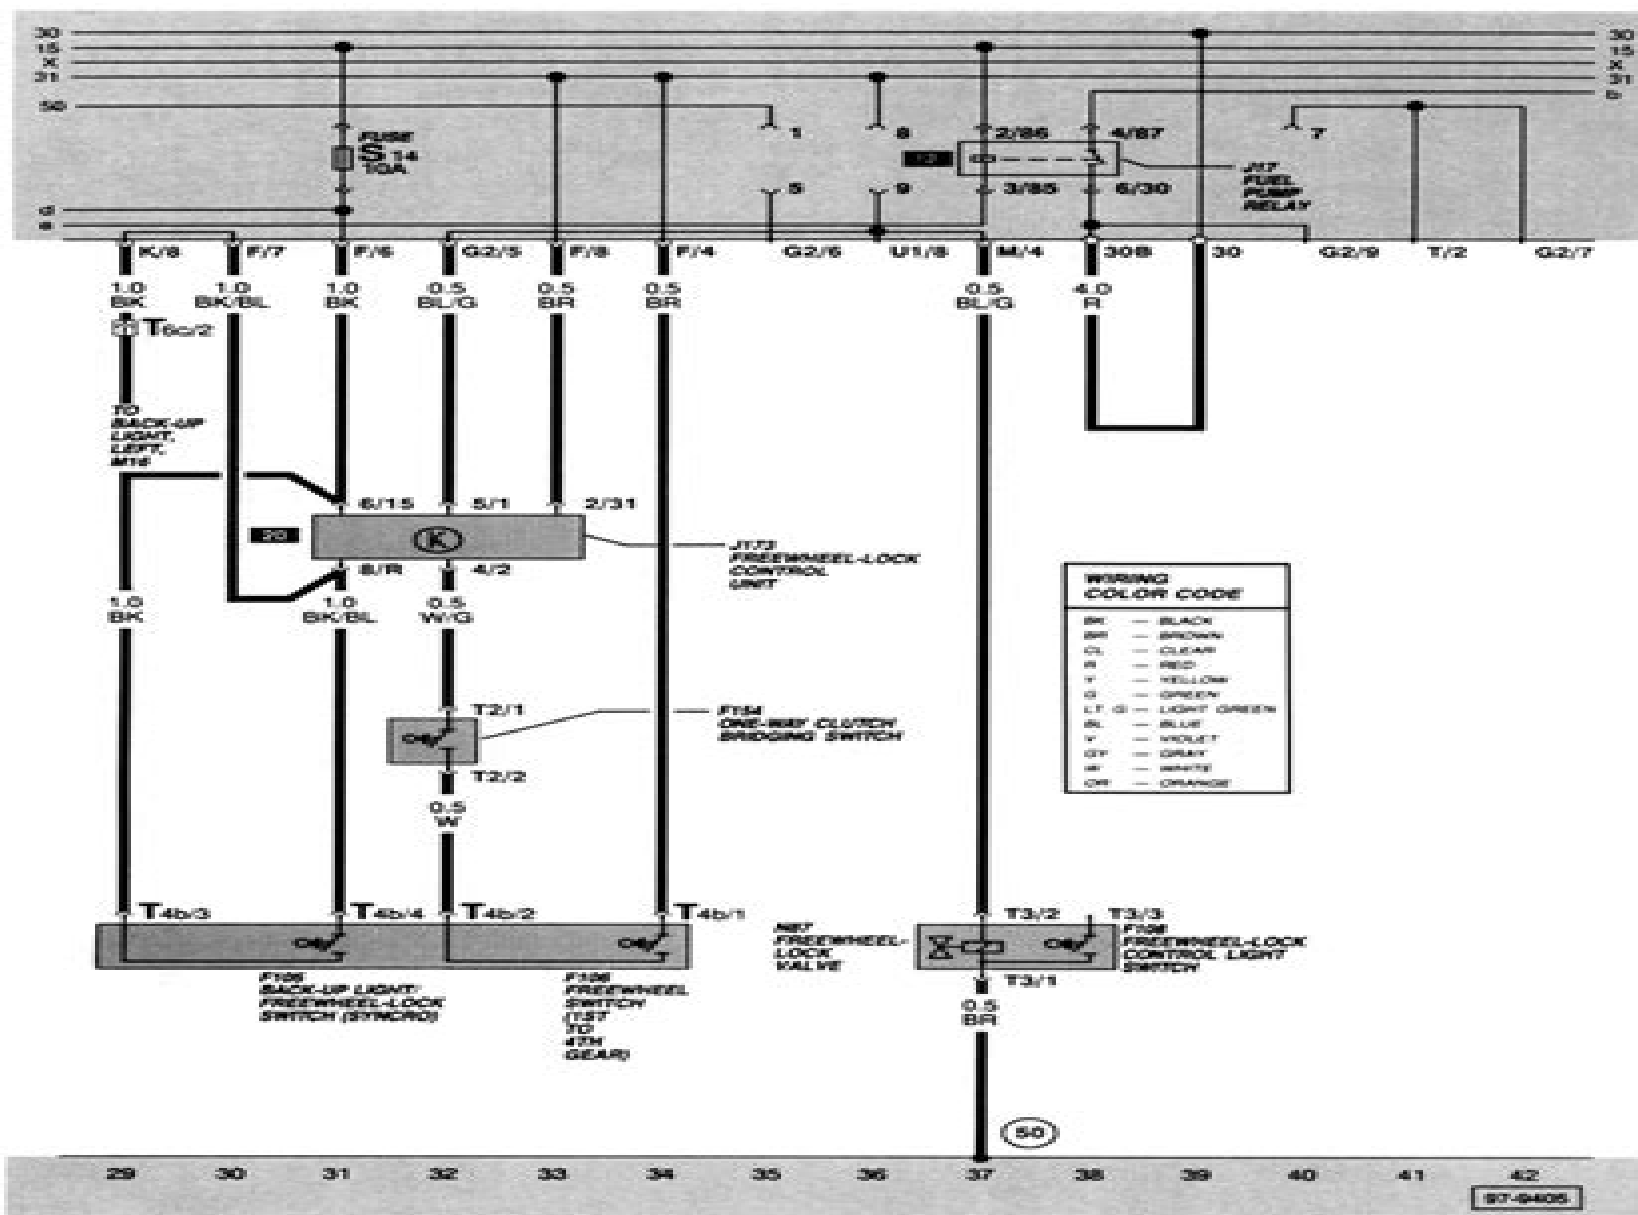 30 30
15 15
X X
31 31
50 b
FUSE
S 14
10A
1 8 2/86 4/87 7
12
J17
FUEL
PUMP
RELAY
5 9 3/85 6/30
d
a
K/8 F/7 F/6 G2/5 F/8 F/4 G2/6 U1/8 M/4 30B 30 G2/9 T/2 G2/7
1.0 1.0 1.0 0.5 0.5 0.5 0.5 4.0
BK BK/BL BK BL/G BR BR BL/G R
T6c/2
TO
BACK-UP
LIGHT,
LEFT,
M16
6/15 5/1 2/31
K
J173
FREEWHEEL-LOCK
CONTROL
UNIT
8/R 4/2
1.0 1.0 0.5
BK BK/BL W/G
WIRING
COLOR CODE
BK — BLACK
BR — BROWN
CL — CLEAR
R — RED
Y — YELLOW
G — GREEN
LT G — LIGHT GREEN
BL — BLUE
V — VIOLET
GY — GRAY
W — WHITE
OR — ORANGE
T2/1
F154
ONE-WAY CLUTCH
BRIDGING SWITCH
T2/2
0.5
W
T4b/3 T4b/4 T4b/2 T4b/1 T3/2 T3/3
FREEWHEEL-
LOCK
VALVE
FREEWHEEL-LOCK
CONTROL LIGHT
SWITCH
BACK-UP LIGHT/
FREEWHEEL-LOCK
SWITCH (SYNCRO)
FREEWHEEL
SWITCH
(1ST
TO
4TH
GEAR)
T3/1
0.5
BR
50
29 30 31 32 33 34 35 36 37 38 39 40 41 42
97-9405